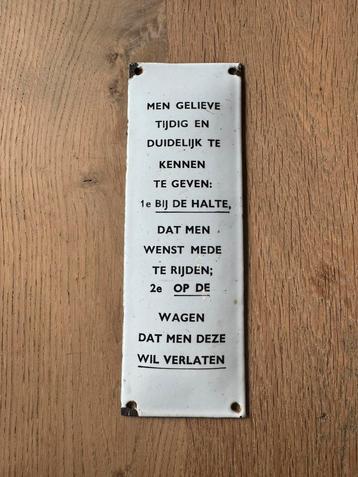 MEN GELIEVE
TIJDIG EN
DUIDELIJK TE
KENNEN
TE GEVEN:
1e BIJ DE HALTE,
DAT MEN
WENST MEDE
TE RIJDEN;
2e OP DE
WAGEN
DAT MEN DEZE
WIL VERLATEN